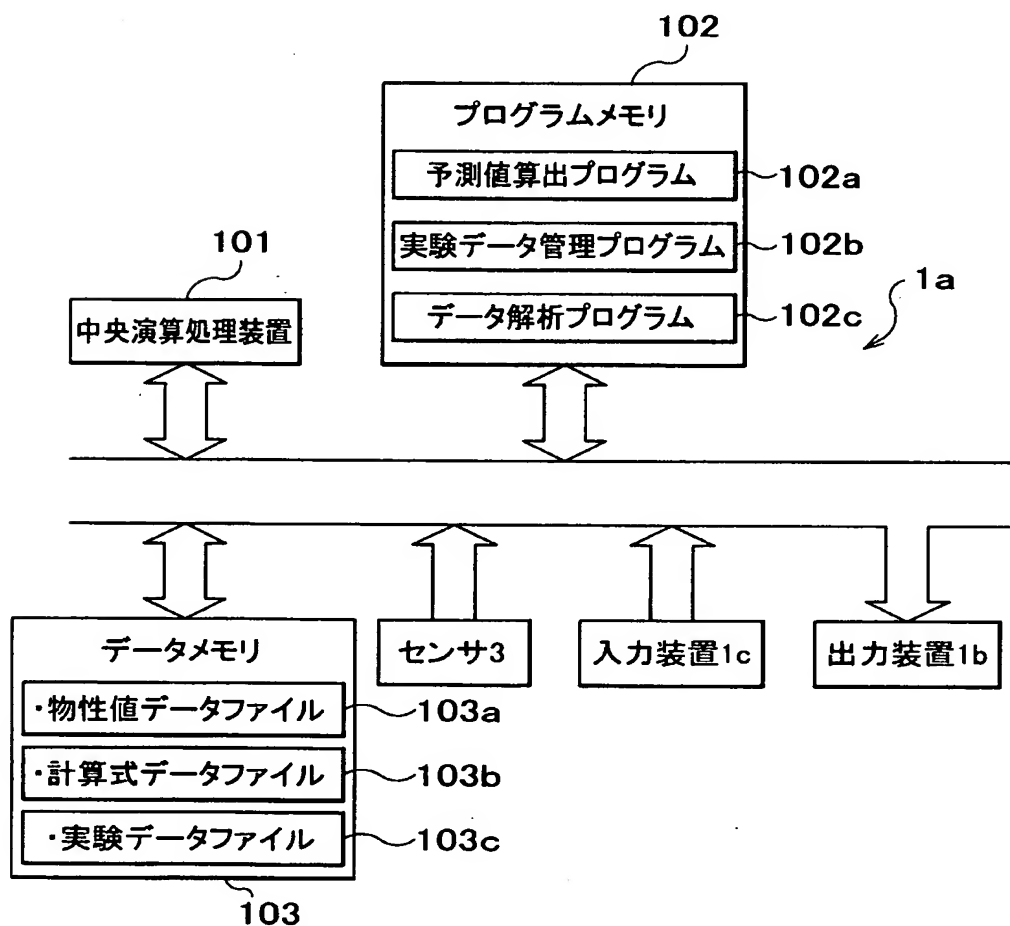 102
プログラムメモリ
予測値算出プログラム
102a
実験データ管理プログラム
102b
データ解析プログラム
102c
1a
101
中央演算処理装置
データメモリ
・物性値データファイル
103a
・計算式データファイル
103b
・実験データファイル
103c
103
センサ3
入力装置1c
出力装置1b